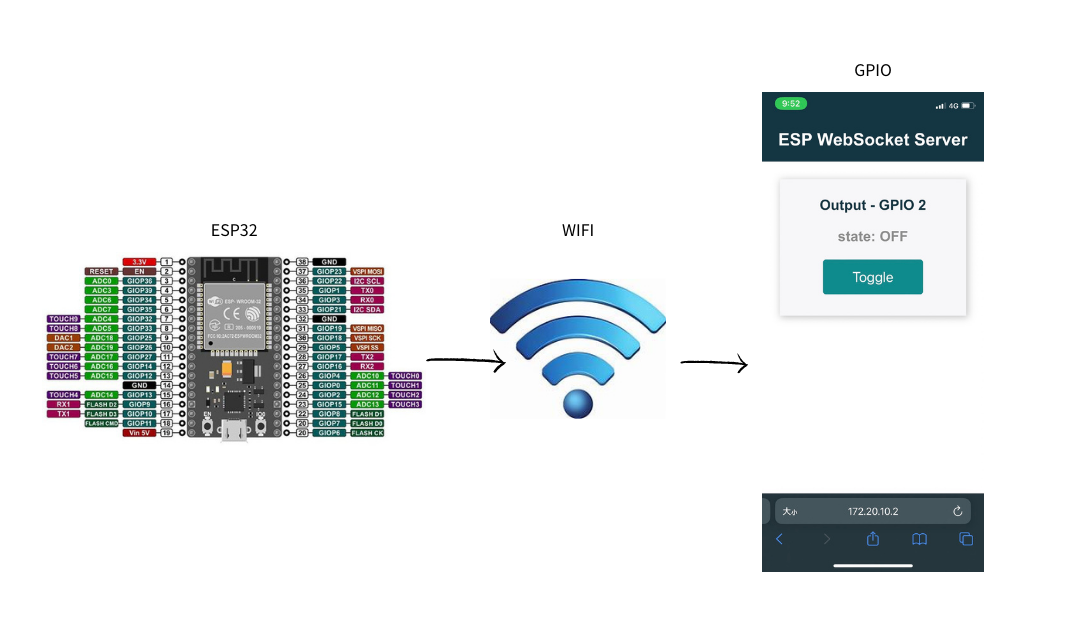 GPIO
9:52
4G
ESP WebSocket Server
Output - GPIO 2
state: OFF
Toggle
大小
172.20.10.2
WIFI
ESP32
3.3V 1
RESET EN 2
ADC0 GIOP36 3
ADC3 GIOP39 4
ADC6 GIOP34 5
ADC7 GIOP35 6
TOUCH9 ADC4 GIOP32 7
TOUCH8 ADC5 GIOP33 8
DAC1 ADC18 GIOP25 9
DAC2 ADC19 GIOP26 10
TOUCH7 ADC17 GIOP27 11
TOUCH6 ADC16 GIOP14 12
TOUCH5 ADC15 GIOP12 13
GND 14
TOUCH4 ADC14 GIOP13 15
RX1 FLASH D2 GIOP9 16
TX1 FLASH D3 GIOP10 17
FLASH CMD GIOP11 18
Vin 5V 19
ESP-WROOM-32
CE
EN
IO0
38 GND
37 GIOP23 VSPI MOSI
36 GIOP22 I2C SCL
35 GIOP1 TX0
34 GIOP3 RX0
33 GIOP21 I2C SDA
32 GND
31 GIOP19 VSPI MISO
30 GIOP18 VSPI SCK
29 GIOP5 VSPI SS
28 GIOP17 TX2
27 GIOP16 RX2
26 GIOP4 ADC10 TOUCH0
25 GIOP0 ADC11 TOUCH1
24 GIOP2 ADC12 TOUCH2
23 GIOP15 ADC13 TOUCH3
22 GIOP8 FLASH D1
20 GIOP7 FLASH D0
20 GIOP6 FLASH CK